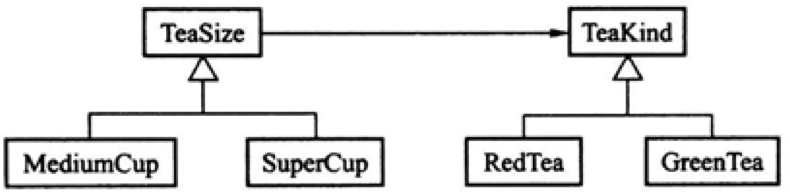 TeaSize
TeaKind
MediumCup
SuperCup
RedTea
GreenTea